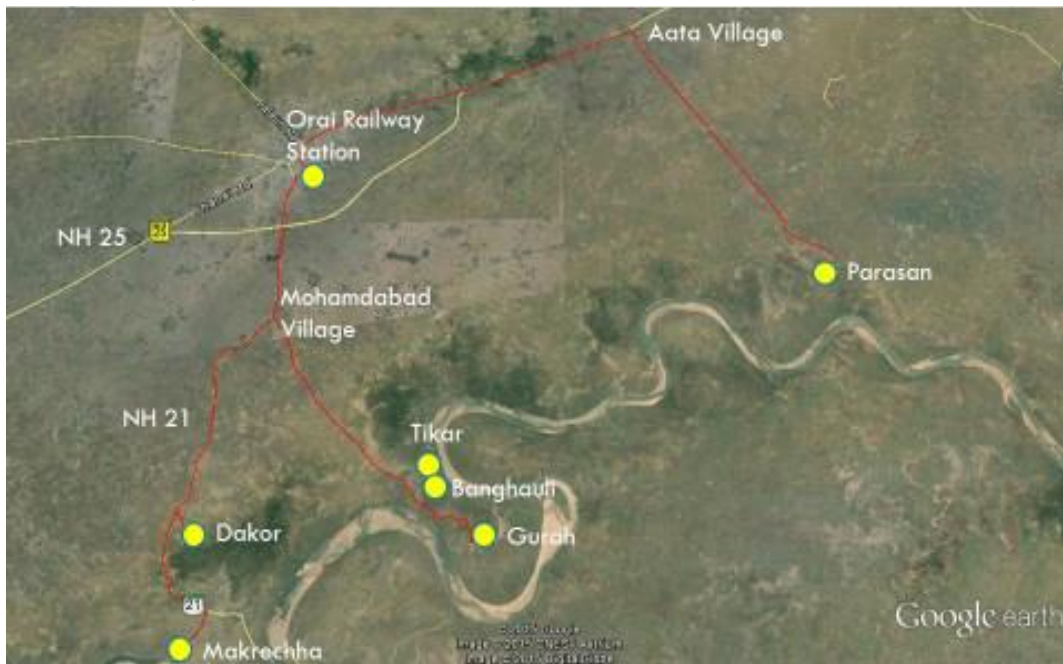 Aata Village
Orai Railway
Station
NH 25
25
Parasan
Mohamdabad
Village
NH 21
Tikar
Banghauli
Dakor
Gurah
21
Google earth
Makrechha